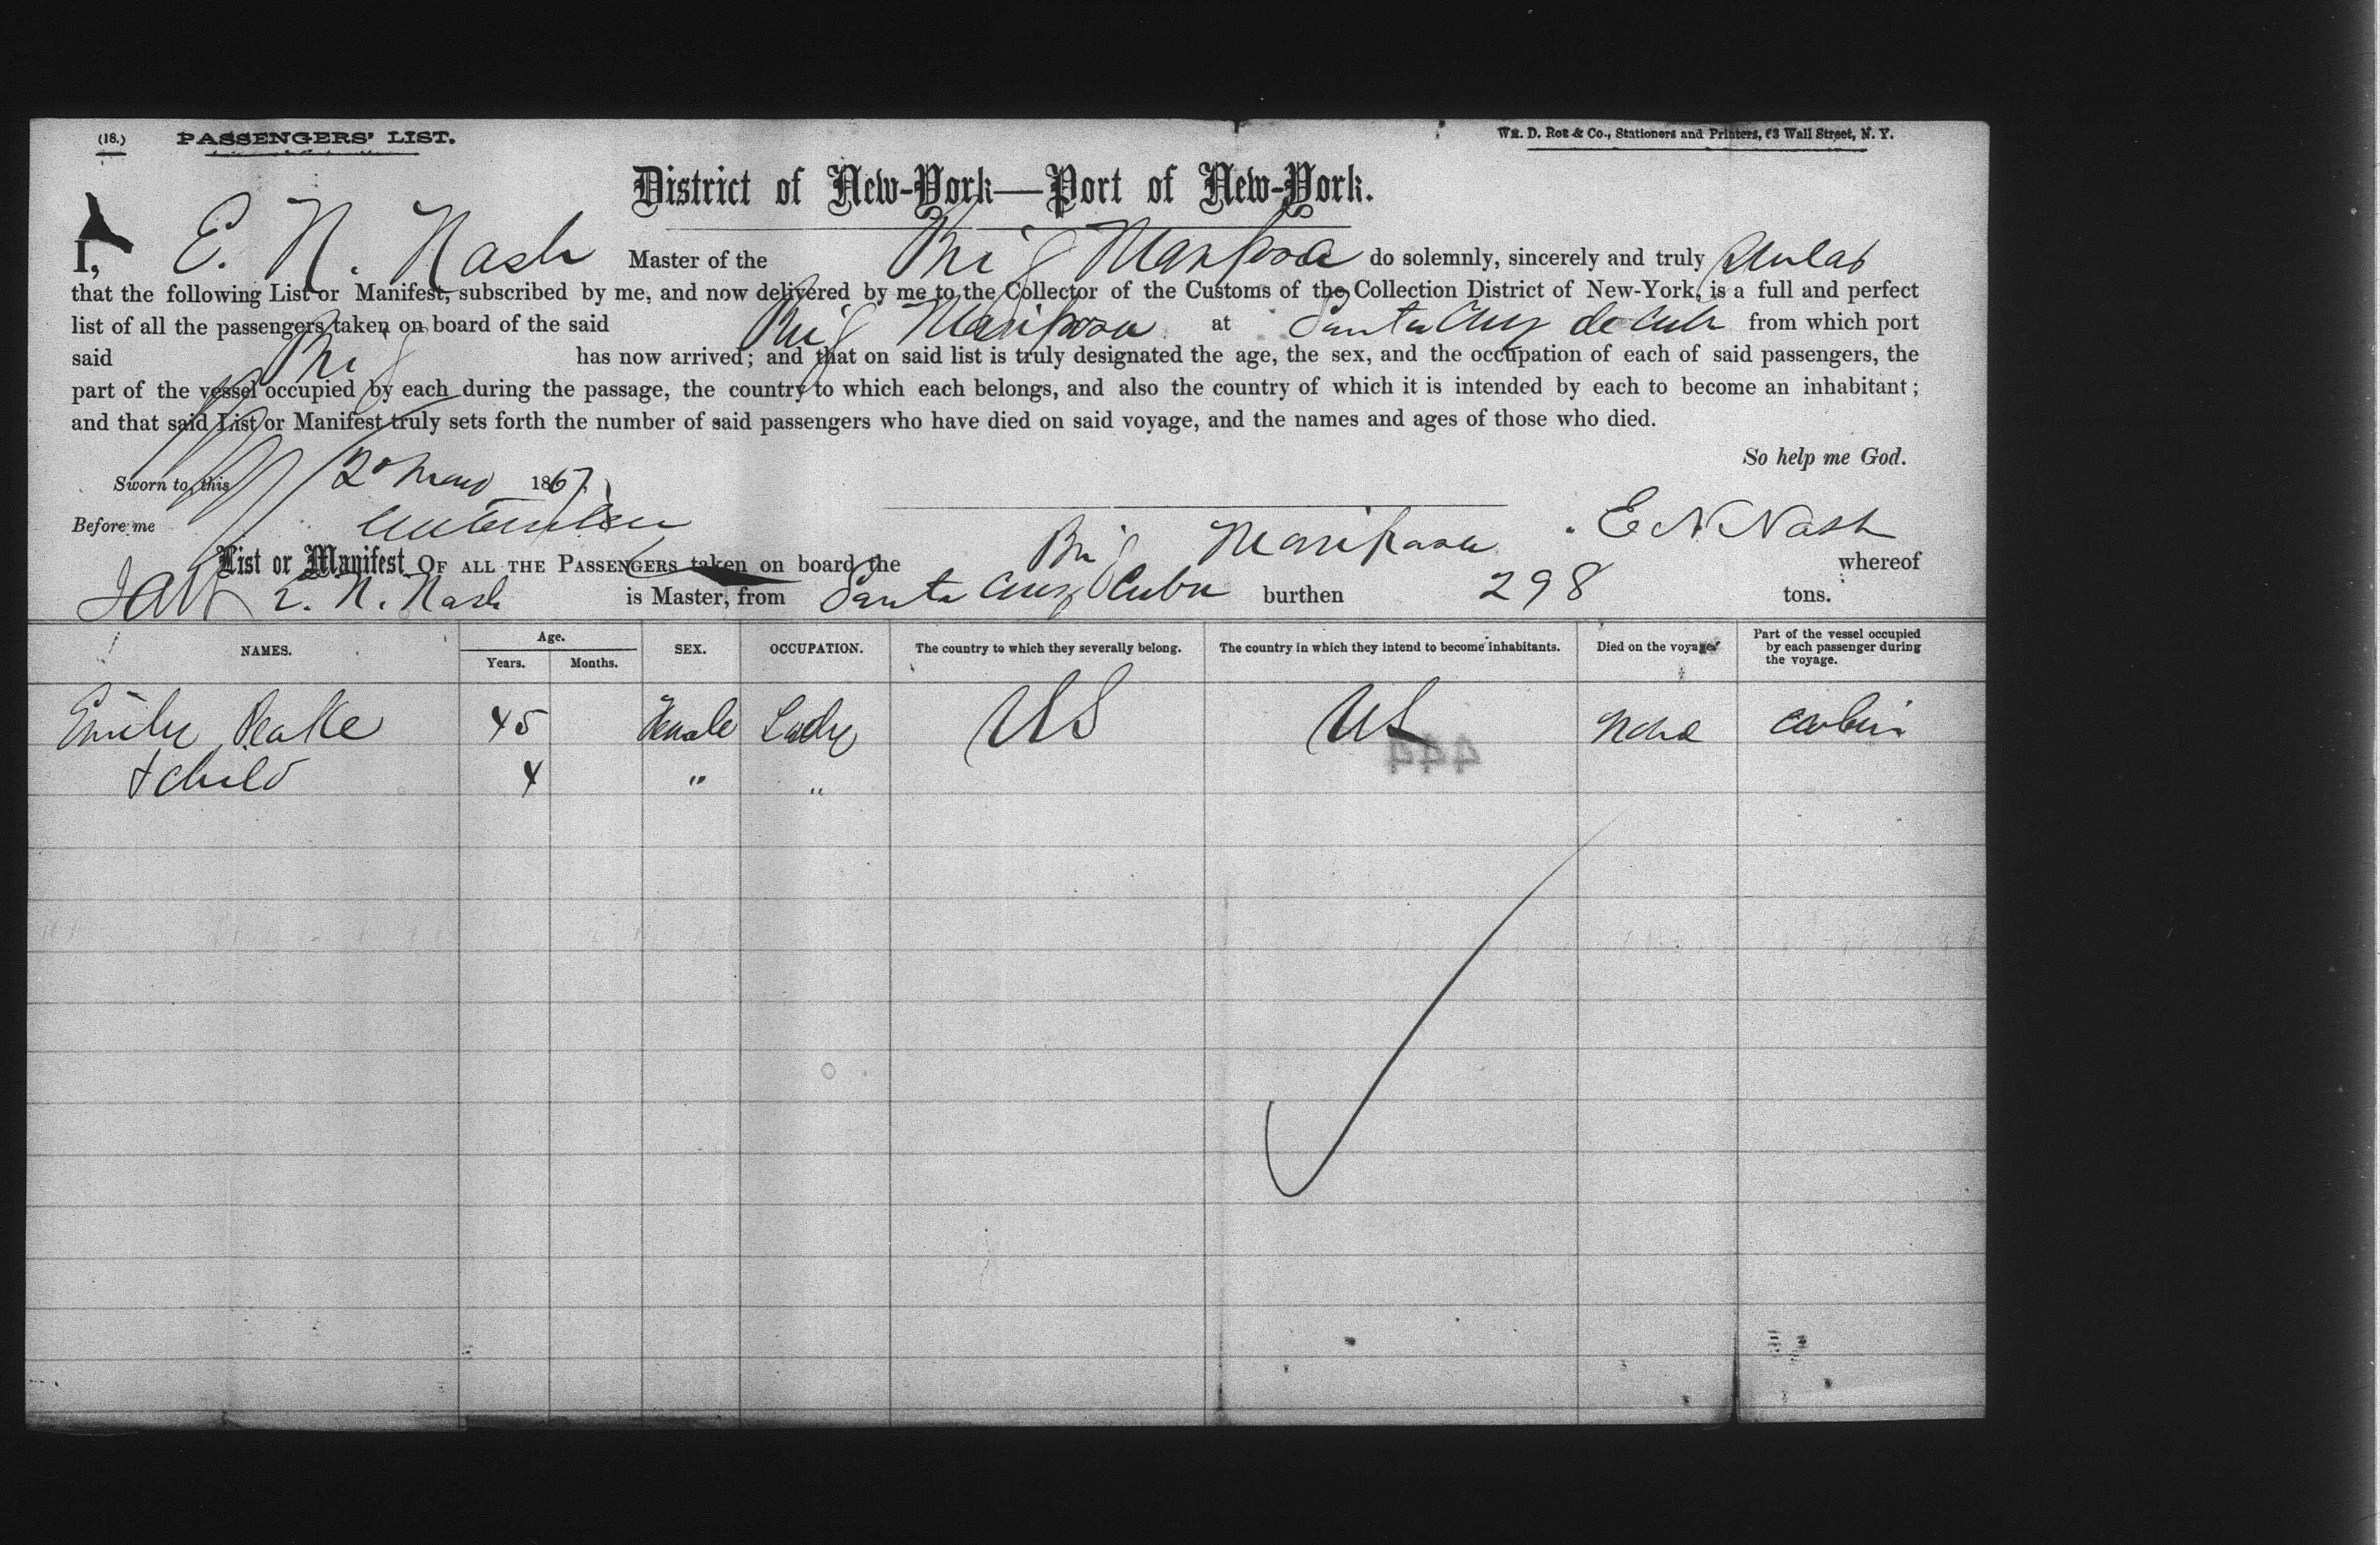 (18.) PASSENGERS' LIST. Wm. D. Roe & Co., Stationers and Printers, 63 Wall Street, N. Y.
District of New-York—Port of New-York.
I, E. N. Nash Master of the Brig Mariposa do solemnly, sincerely and truly Swear
that the following List or Manifest, subscribed by me, and now delivered by me to the Collector of the Customs of the Collection District of New-York, is a full and perfect
list of all the passengers taken on board of the said Brig Mariposa at Santa Cruz de Cuba from which port
said Brig has now arrived; and that on said list is truly designated the age, the sex, and the occupation of each of said passengers, the
part of the vessel occupied by each during the passage, the country to which each belongs, and also the country of which it is intended by each to become an inhabitant;
and that said List or Manifest truly sets forth the number of said passengers who have died on said voyage, and the names and ages of those who died.
So help me God.
Sworn to, this 1867
Before me E N Nash
List or Manifest OF ALL THE PASSENGERS taken on board the Brig Mariposa whereof
E. N. Nash is Master, from Santa Cruz Cuba burthen 298 tons.
NAMES. Age. Years. Months. SEX. OCCUPATION. The country to which they severally belong. The country in which they intend to become inhabitants. Died on the voyage. Part of the vessel occupied by each passenger during the voyage.
Emily Peake 45 Female Lady US US None Cabin
& child 4 " "
444